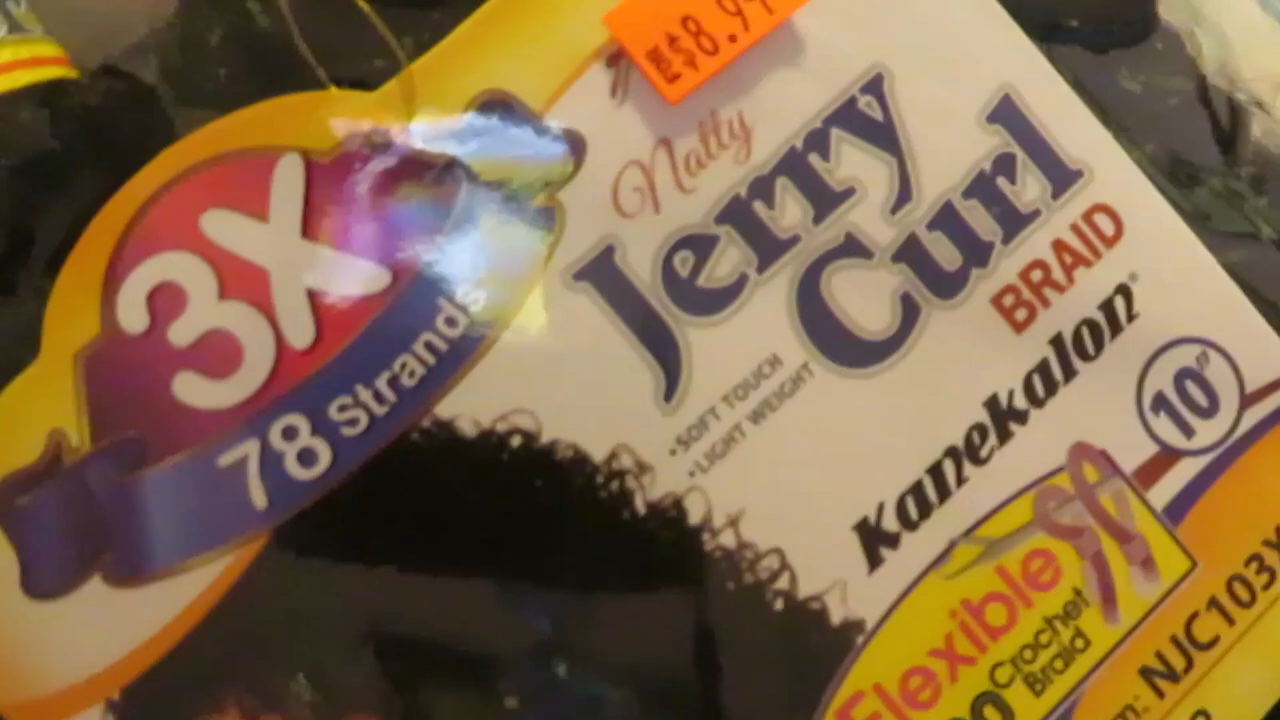 $8.99
Natty
Jerry
Curl
BRAID
3X
78 Strands
•SOFT TOUCH
•LIGHT WEIGHT
Kanekalon®
10"
Flexible
Crochet
Braid
NJC103